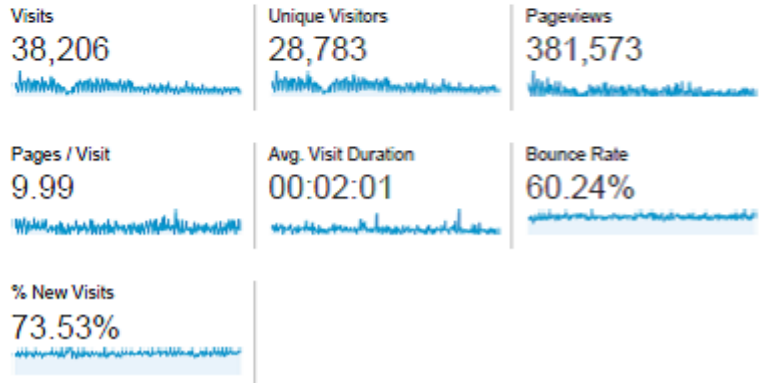 Visits
38,206
Unique Visitors
28,783
Pageviews
381,573
Pages / Visit
9.99
Avg. Visit Duration
00:02:01
Bounce Rate
60.24%
% New Visits
73.53%